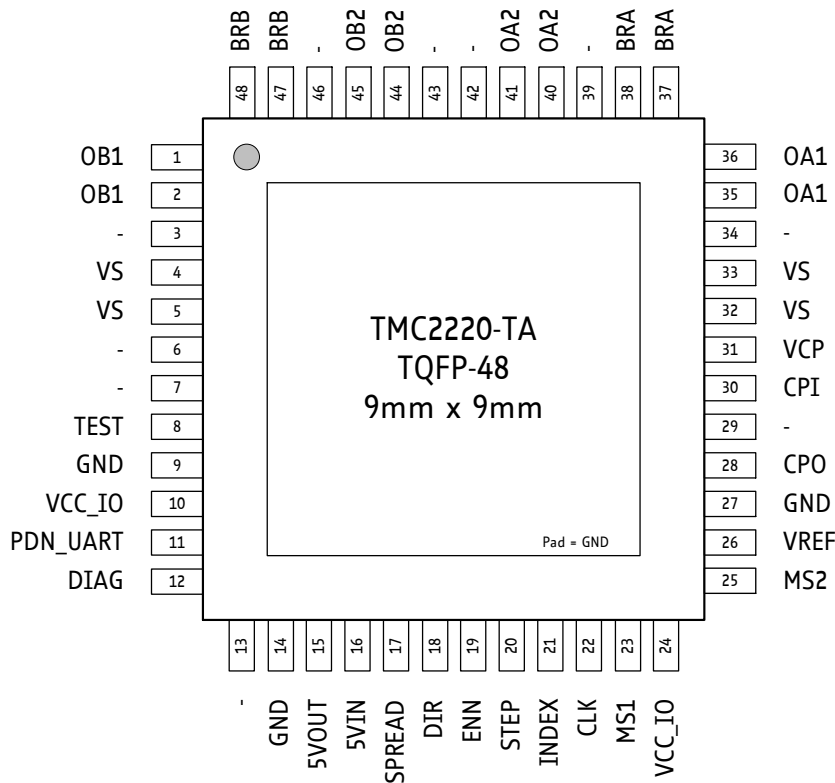 BRB BRB - OB2 OB2 - - OA2 OA2 - BRA BRA
48 47 46 45 44 43 42 41 40 39 38 37
OB1 1 36 OA1
OB1 2 35 OA1
- 3 34 -
VS 4 33 VS
VS 5 32 VS
- 6 31 VCP
- 7 30 CPI
TEST 8 29 -
GND 9 28 CPO
VCC_IO 10 27 GND
PDN_UART 11 26 VREF
DIAG 12 25 MS2
TMC2220-TA
TQFP-48
9mm x 9mm
Pad = GND
13 14 15 16 17 18 19 20 21 22 23 24
- GND 5VOUT 5VIN SPREAD DIR ENN STEP INDEX CLK MS1 VCC_IO